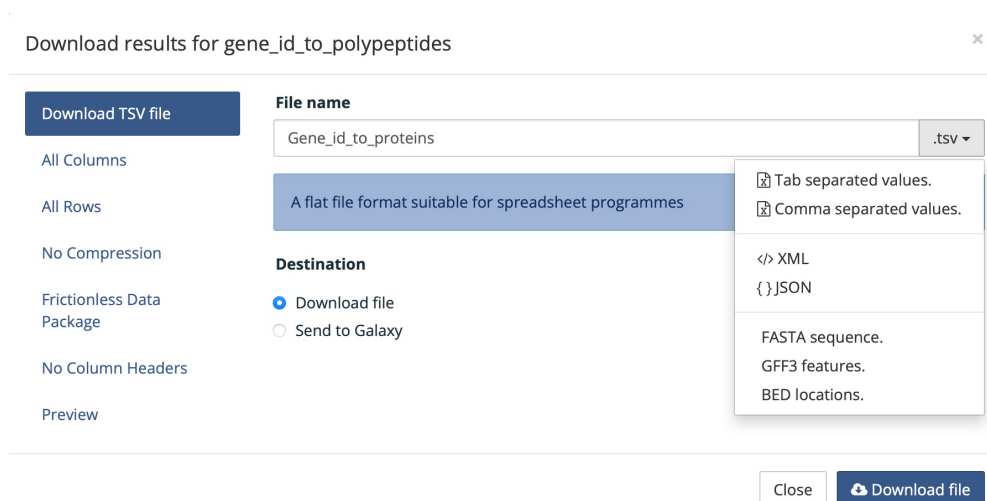 Download results for gene_id_to_polypeptides
×
Download TSV file
All Columns
All Rows
No Compression
Frictionless Data
Package
No Column Headers
Preview
File name
Gene_id_to_proteins
.tsv
A flat file format suitable for spreadsheet programmes
Destination
Download file
Send to Galaxy
Tab separated values.
Comma separated values.
</> XML
{ } JSON
FASTA sequence.
GFF3 features.
BED locations.
Close
Download file